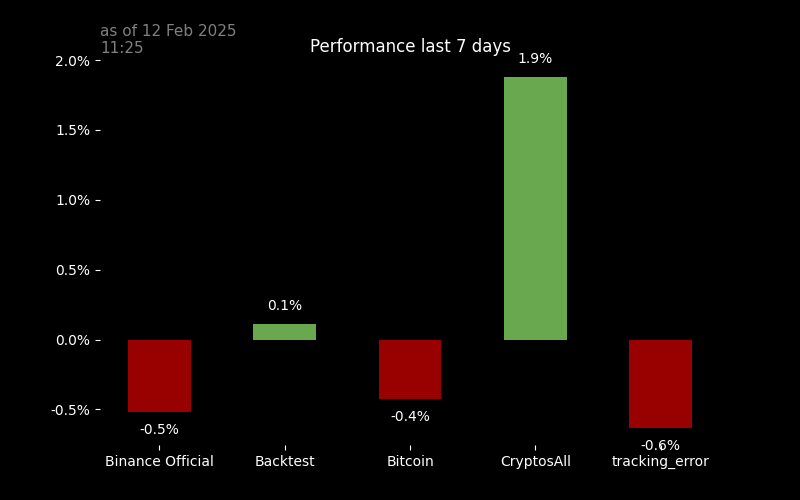 as of 12 Feb 2025
11:25
Performance last 7 days
2.0%
1.5%
1.0%
0.5%
0.0%
-0.5%
-0.5%
0.1%
-0.4%
1.9%
-0.6%
Binance Official
Backtest
Bitcoin
CryptosAll
tracking_error